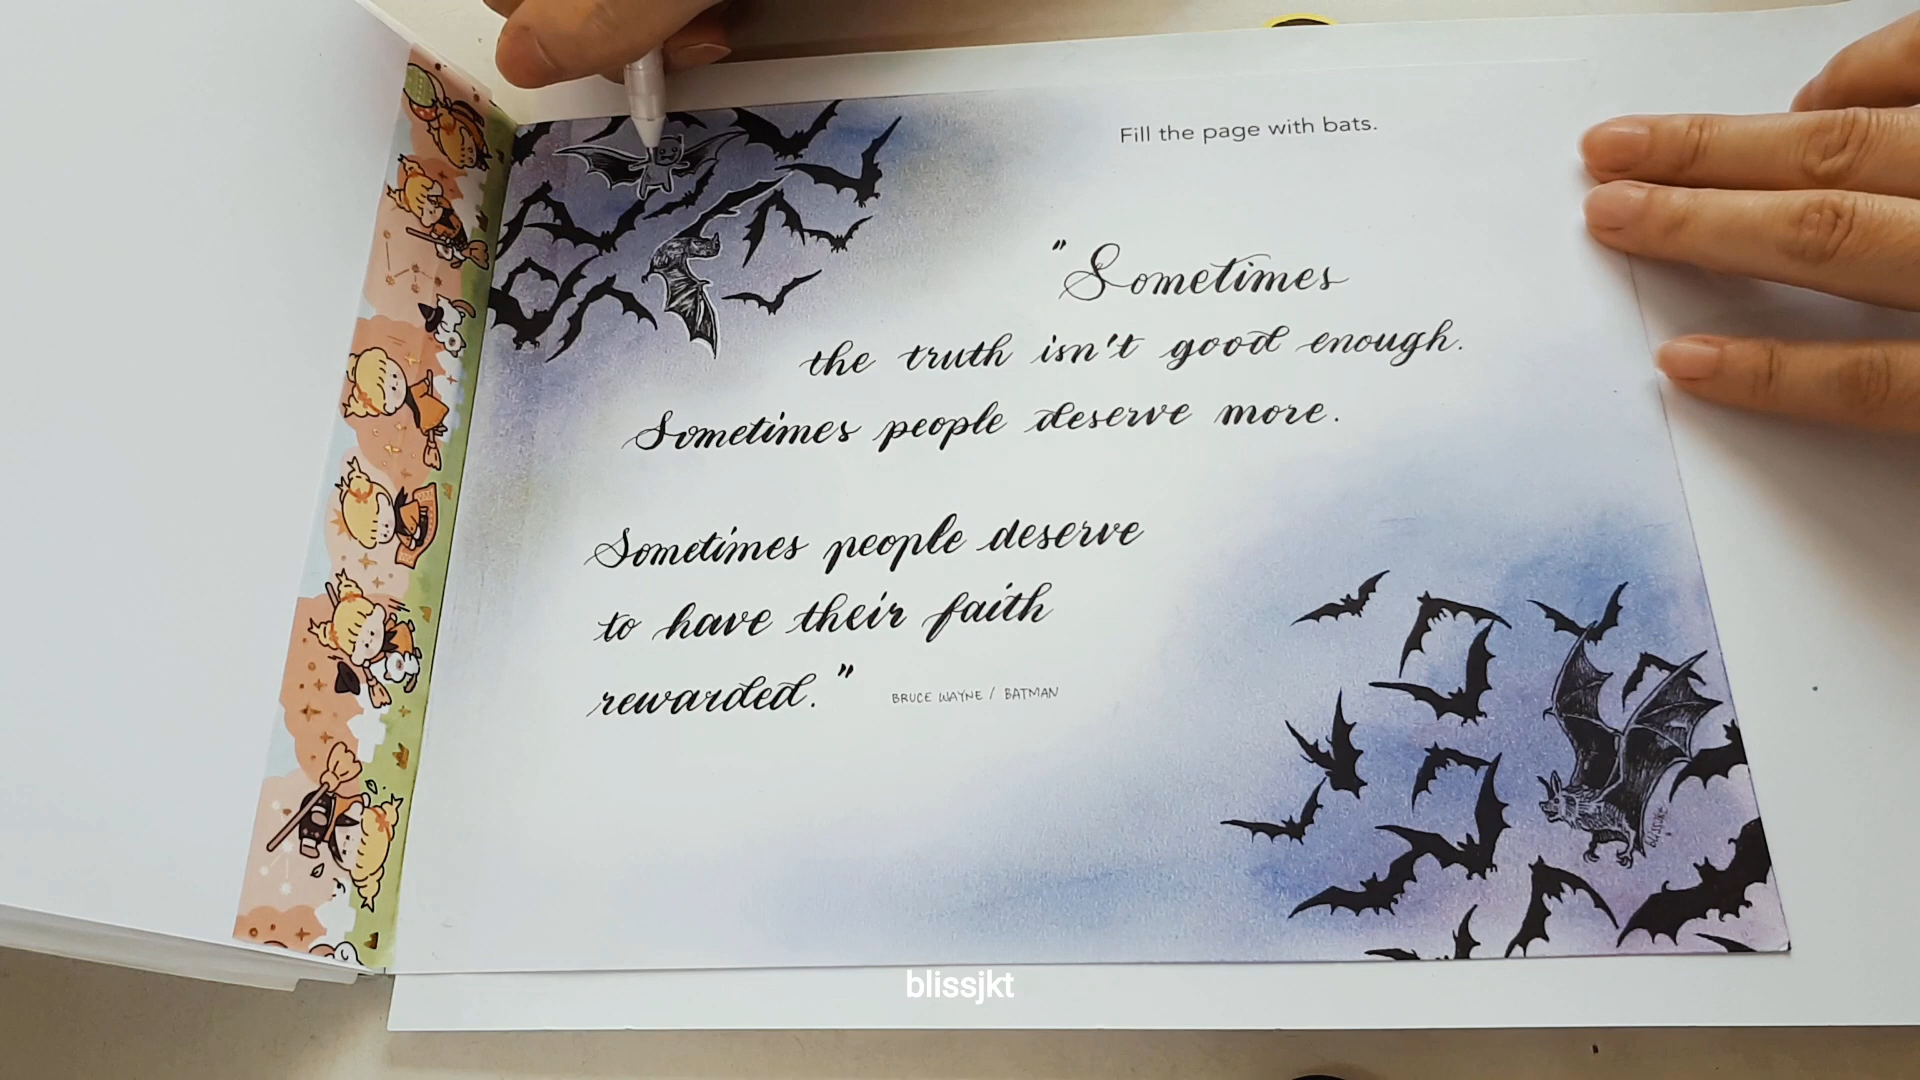 Fill the page with bats.
"Sometimes
the truth isn't good enough.
Sometimes people deserve more.
Sometimes people deserve
to have their faith
rewarded."
BRUCE WAYNE / BATMAN
blissjkt
blissjkt